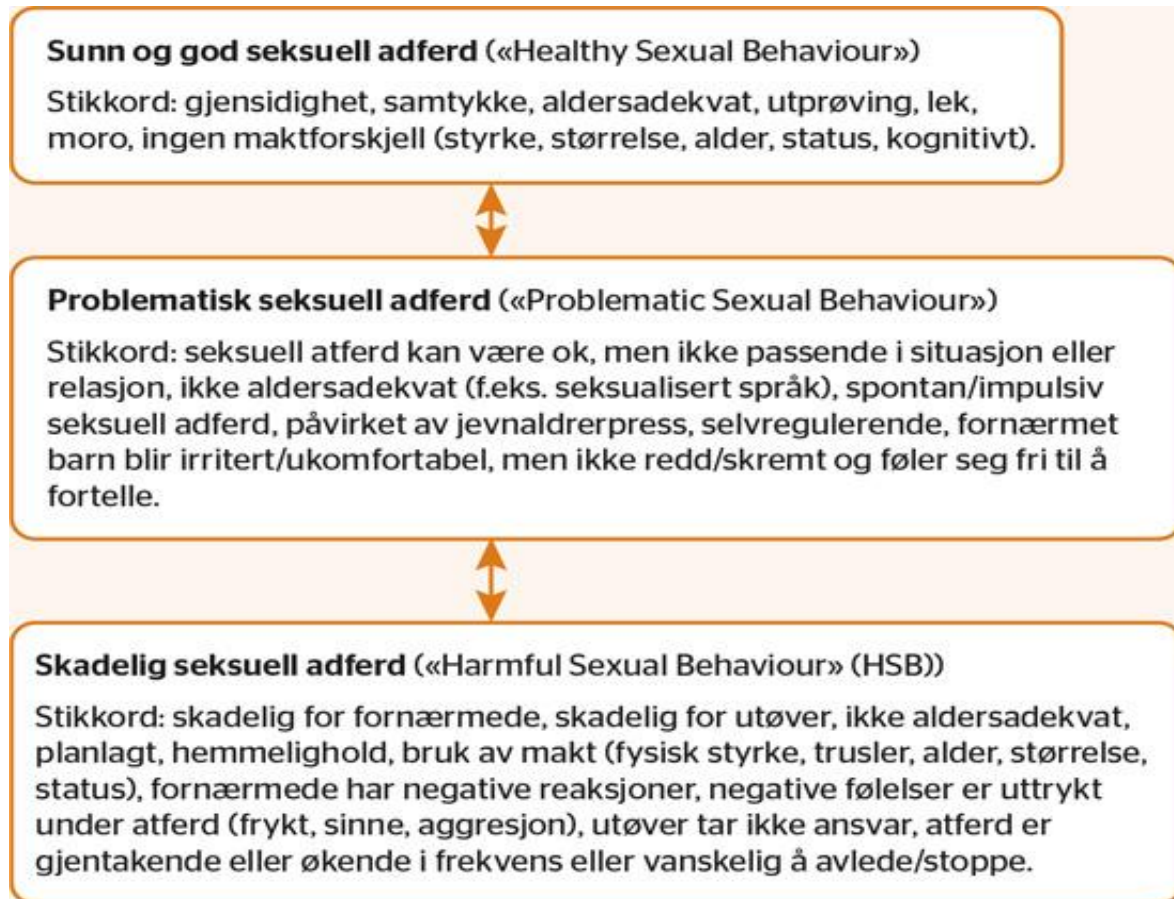 Sunn og god seksuell adferd («Healthy Sexual Behaviour»)
Stikkord: gjensidighet, samtykke, aldersadekvat, utprøving, lek,
moro, ingen maktforskjell (styrke, størrelse, alder, status, kognitivt).
Problematisk seksuell adferd («Problematic Sexual Behaviour»)
Stikkord: seksuell atferd kan være ok, men ikke passende i situasjon eller
relasjon, ikke aldersadekvat (f.eks. seksualisert språk), spontan/impulsiv
seksuell adferd, påvirket av jevnaldrerpress, selvregulerende, fornærmet
barn blir irritert/ukomfortabel, men ikke redd/skremt og føler seg fri til å
fortelle.
Skadelig seksuell adferd («Harmful Sexual Behaviour» (HSB))
Stikkord: skadelig for fornærmede, skadelig for utøver, ikke aldersadekvat,
planlagt, hemmelighold, bruk av makt (fysisk styrke, trusler, alder, størrelse,
status), fornærmede har negative reaksjoner, negative følelser er uttrykt
under atferd (frykt, sinne, aggresjon), utøver tar ikke ansvar, atferd er
gjentakende eller økende i frekvens eller vanskelig å avlede/stoppe.